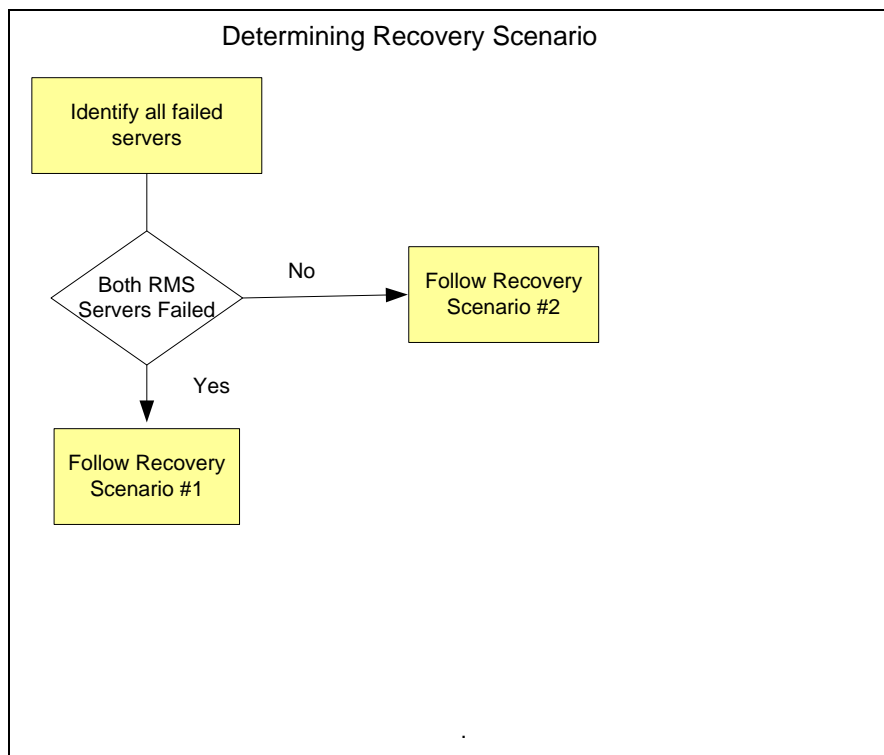 Determining Recovery Scenario
Identify all failed
servers
Both RMS
Servers Failed
No
Follow Recovery
Scenario #2
Yes
Follow Recovery
Scenario #1
.